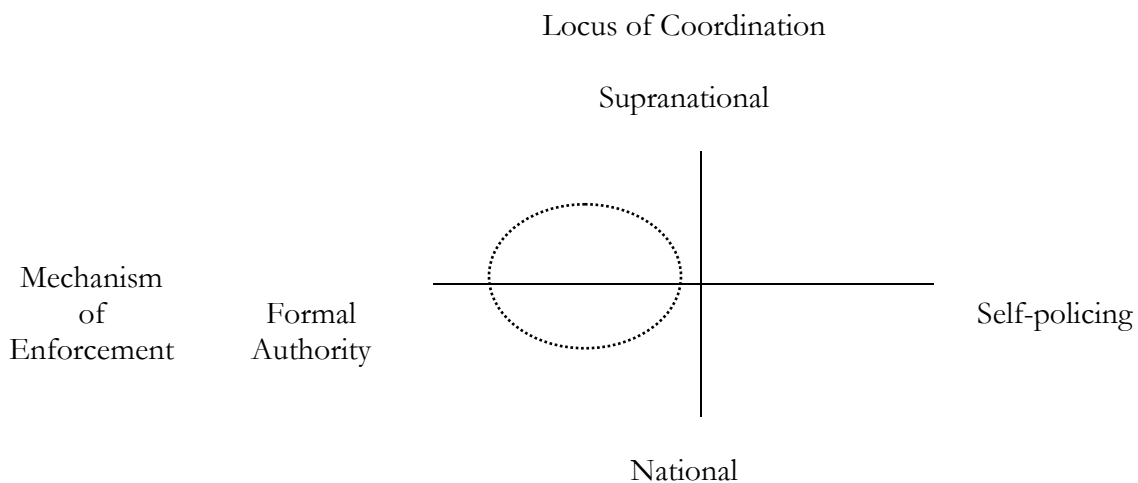 Locus of Coordination
Supranational
Mechanism
of
Enforcement
Formal
Authority
Self-policing
National